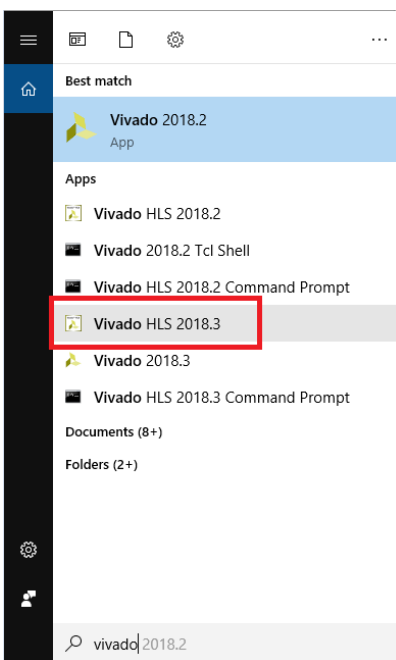 Best match
Vivado 2018.2
App
Apps
Vivado HLS 2018.2
Vivado 2018.2 Tcl Shell
Vivado HLS 2018.2 Command Prompt
Vivado HLS 2018.3
Vivado 2018.3
Vivado HLS 2018.3 Command Prompt
Documents (8+)
Folders (2+)
vivado 2018.2